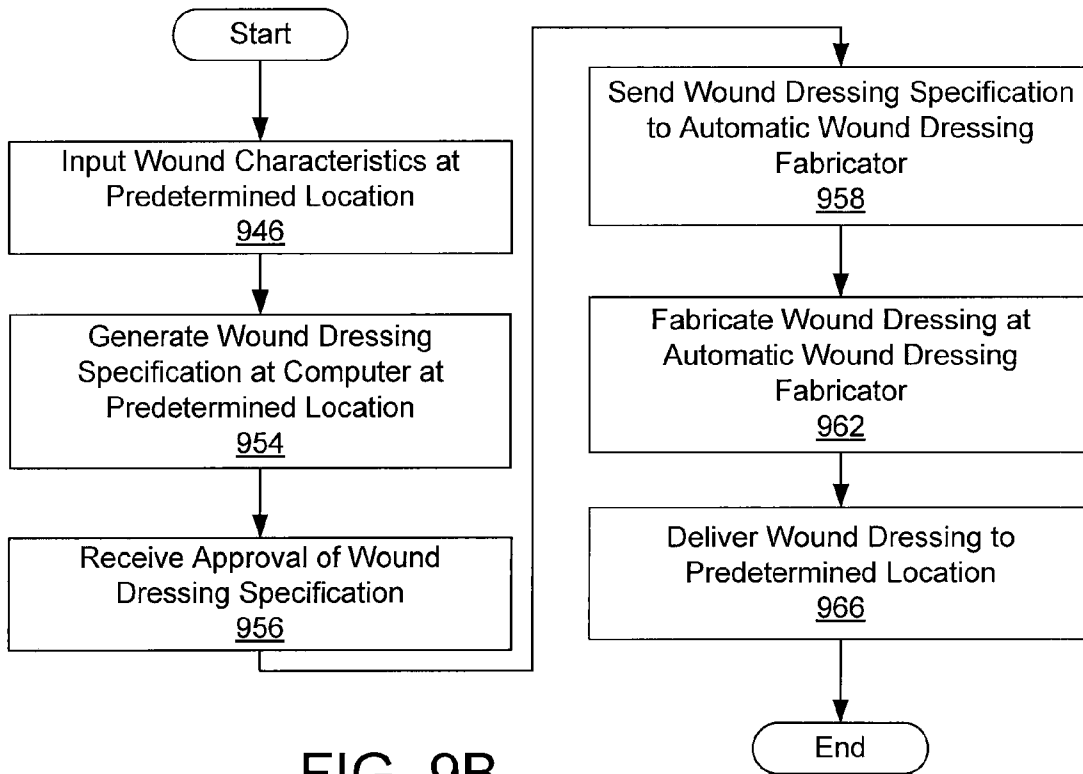 Start
Input Wound Characteristics at
Predetermined Location
946
Generate Wound Dressing
Specification at Computer at
Predetermined Location
954
Receive Approval of Wound
Dressing Specification
956
Send Wound Dressing Specification
to Automatic Wound Dressing
Fabricator
958
Fabricate Wound Dressing at
Automatic Wound Dressing
Fabricator
962
Deliver Wound Dressing to
Predetermined Location
966
End
FIG. 9B